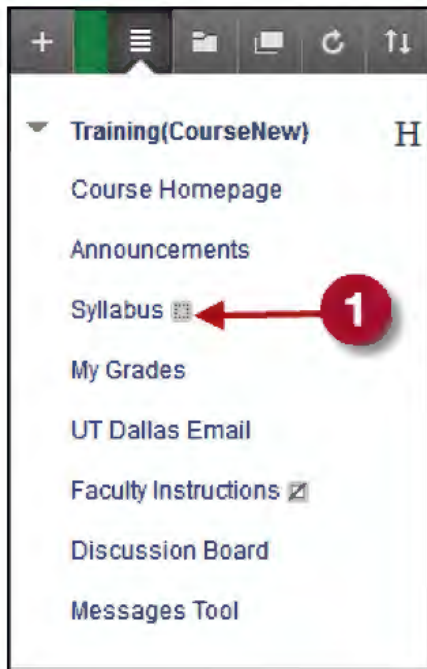 +
Training(CourseNew) H
Course Homepage
Announcements
Syllabus 1
My Grades
UT Dallas Email
Faculty Instructions
Discussion Board
Messages Tool